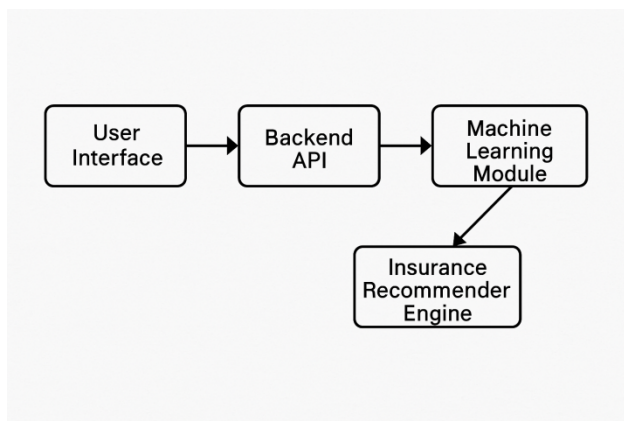 User
Interface
Backend
API
Machine
Learning
Module
Insurance
Recommender
Engine